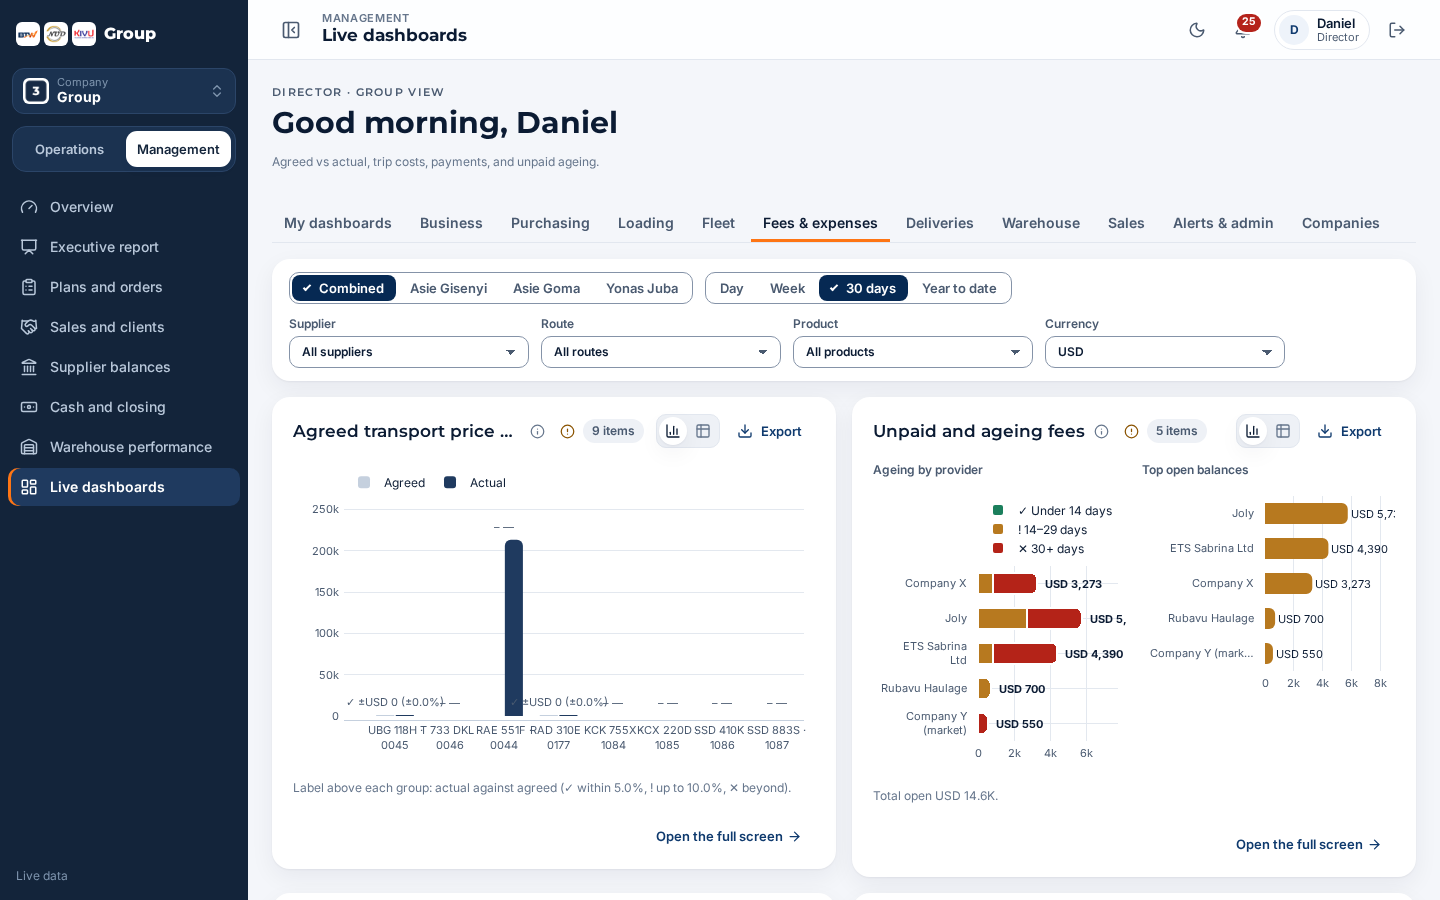 BTW NTD KIVU Group
Company
3 Group
Operations Management
Overview
Executive report
Plans and orders
Sales and clients
Supplier balances
Cash and closing
Warehouse performance
Live dashboards
Live data
MANAGEMENT
Live dashboards
25
D Daniel
Director
DIRECTOR · GROUP VIEW
Good morning, Daniel
Agreed vs actual, trip costs, payments, and unpaid ageing.
My dashboards Business Purchasing Loading Fleet Fees & expenses Deliveries Warehouse Sales Alerts & admin Companies
✓ Combined Asie Gisenyi Asie Goma Yonas Juba Day Week ✓ 30 days Year to date
Supplier Route Product Currency
All suppliers All routes All products USD
Agreed transport price ... 9 items Export
Agreed Actual
250k
200k
150k
100k
50k
0
– —
✓ ±USD 0 (±0.0%) – — ✓ ±USD 0 (±0.0%) – — – — – — – —
UBG 118H T 733 DKL RAE 551F RAD 310E KCK 755X KCX 220D SSD 410K SSD 883S ·
0045 0046 0044 0177 1084 1085 1086 1087
Label above each group: actual against agreed (✓ within 5.0%, ! up to 10.0%, ✕ beyond).
Open the full screen →
Unpaid and ageing fees 5 items Export
Ageing by provider
✓ Under 14 days
! 14–29 days
✕ 30+ days
Company X USD 3,273
Joly USD 5,
ETS Sabrina
Ltd USD 4,390
Rubavu Haulage USD 700
Company Y
(market) USD 550
0 2k 4k 6k
Top open balances
Joly USD 5,7
ETS Sabrina Ltd USD 4,390
Company X USD 3,273
Rubavu Haulage USD 700
Company Y (mark... USD 550
0 2k 4k 6k 8k
Total open USD 14.6K.
Open the full screen →